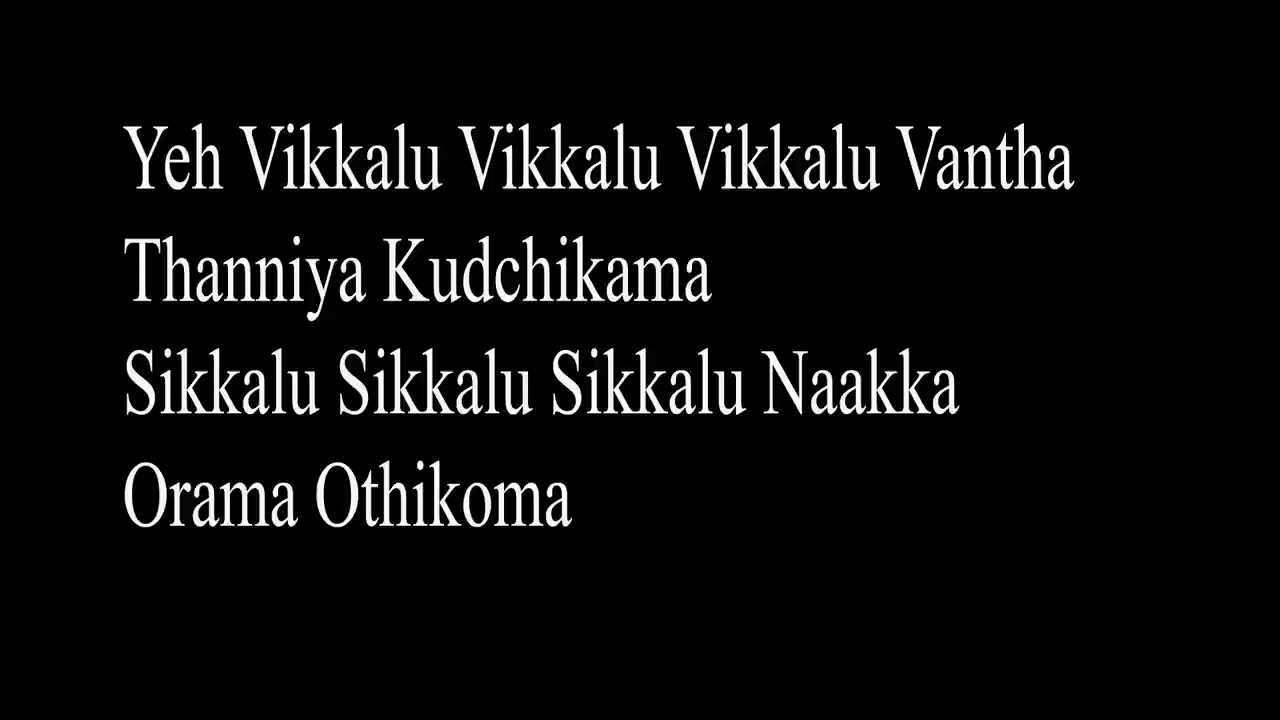 Yeh Vikkalu Vikkalu Vikkalu Vantha
Thanniya Kudchikama
Sikkalu Sikkalu Sikkalu Naakka
Orama Othikoma